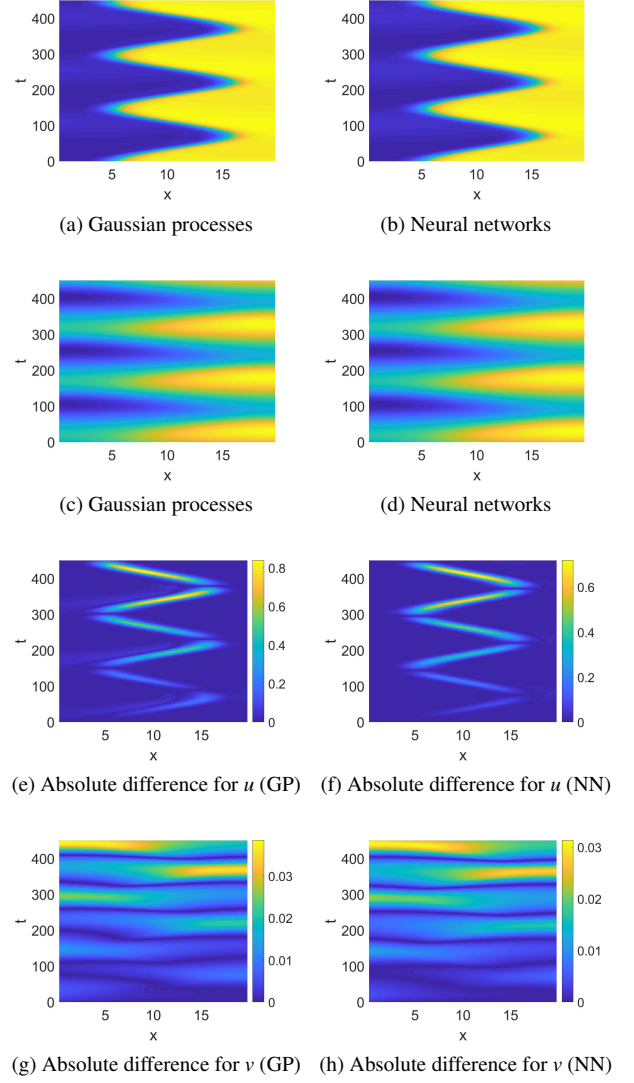 400
300
200
100
0
t
5 10 15
x
400
300
200
100
0
t
5 10 15
x
(a) Gaussian processes
(b) Neural networks
400
300
200
100
0
t
5 10 15
x
400
300
200
100
0
t
5 10 15
x
(c) Gaussian processes
(d) Neural networks
400
300
200
100
0
t
5 10 15
x
0.8
0.6
0.4
0.2
0
400
300
200
100
0
t
5 10 15
x
0.6
0.4
0.2
0
(e) Absolute difference for u (GP)
(f) Absolute difference for u (NN)
400
300
200
100
0
t
5 10 15
x
0.03
0.02
0.01
0
400
300
200
100
0
t
5 10 15
x
0.03
0.02
0.01
0
(g) Absolute difference for v (GP)
(h) Absolute difference for v (NN)